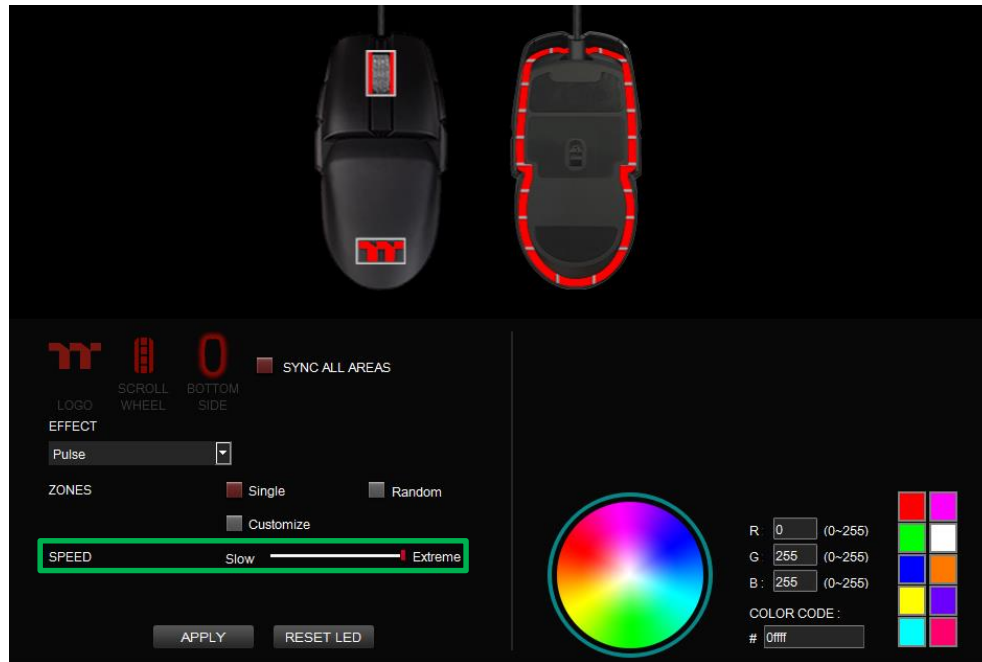 SYNC ALL AREAS
SCROLL WHEEL
BOTTOM SIDE
LOGO
EFFECT
Pulse
ZONES
Single
Random
Customize
SPEED
Slow
Extreme
APPLY
RESET LED
R 0 (0~255)
G 255 (0~255)
B : 255 (0~255)
COLOR CODE :
# 0ffff